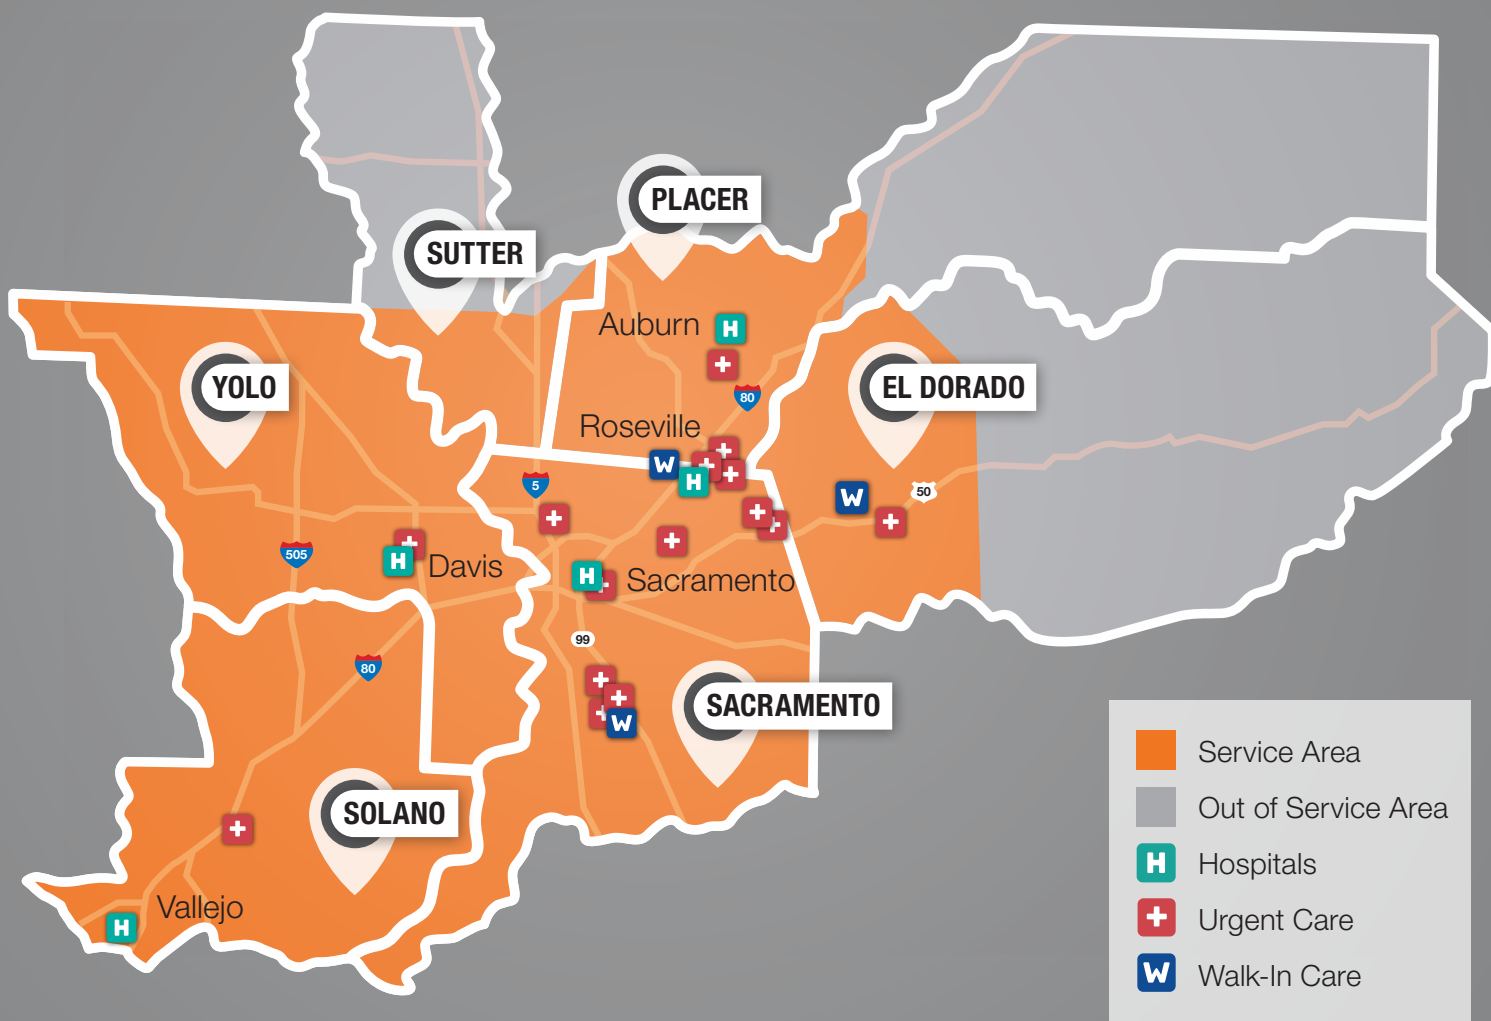 PLACER
SUTTER
Auburn
H
YOLO
EL DORADO
80
Roseville
W
H
5
W
50
505
H
Davis
H
Sacramento
99
80
SACRAMENTO
W
SOLANO
Vallejo
H
Service Area
Out of Service Area
H Hospitals
Urgent Care
W Walk-In Care